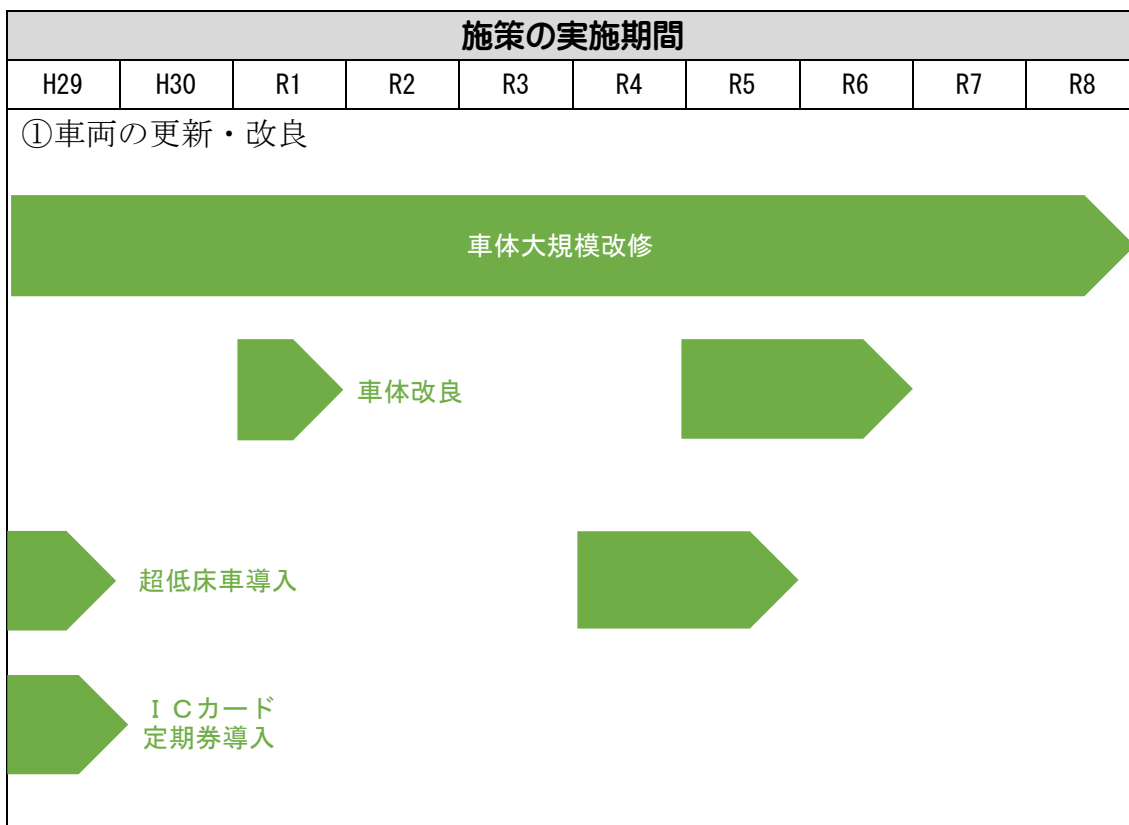 施策の実施期間
H29 H30 R1 R2 R3 R4 R5 R6 R7 R8
①車両の更新・改良
車体大規模改修
車体改良
超低床車導入
ＩＣカード
定期券導入